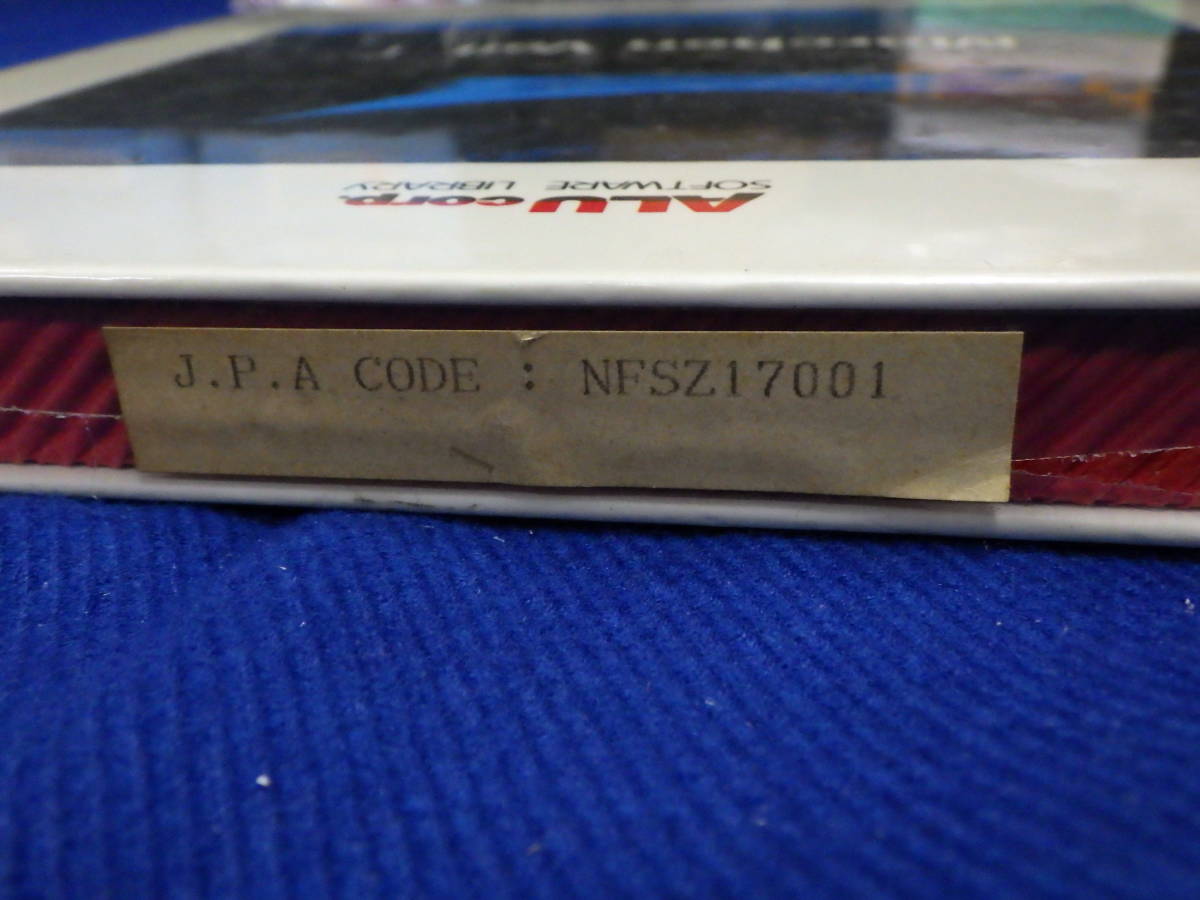 SOFTWARE LIBRARY
ALU corp.
J.P.A CODE : NFSZ17001